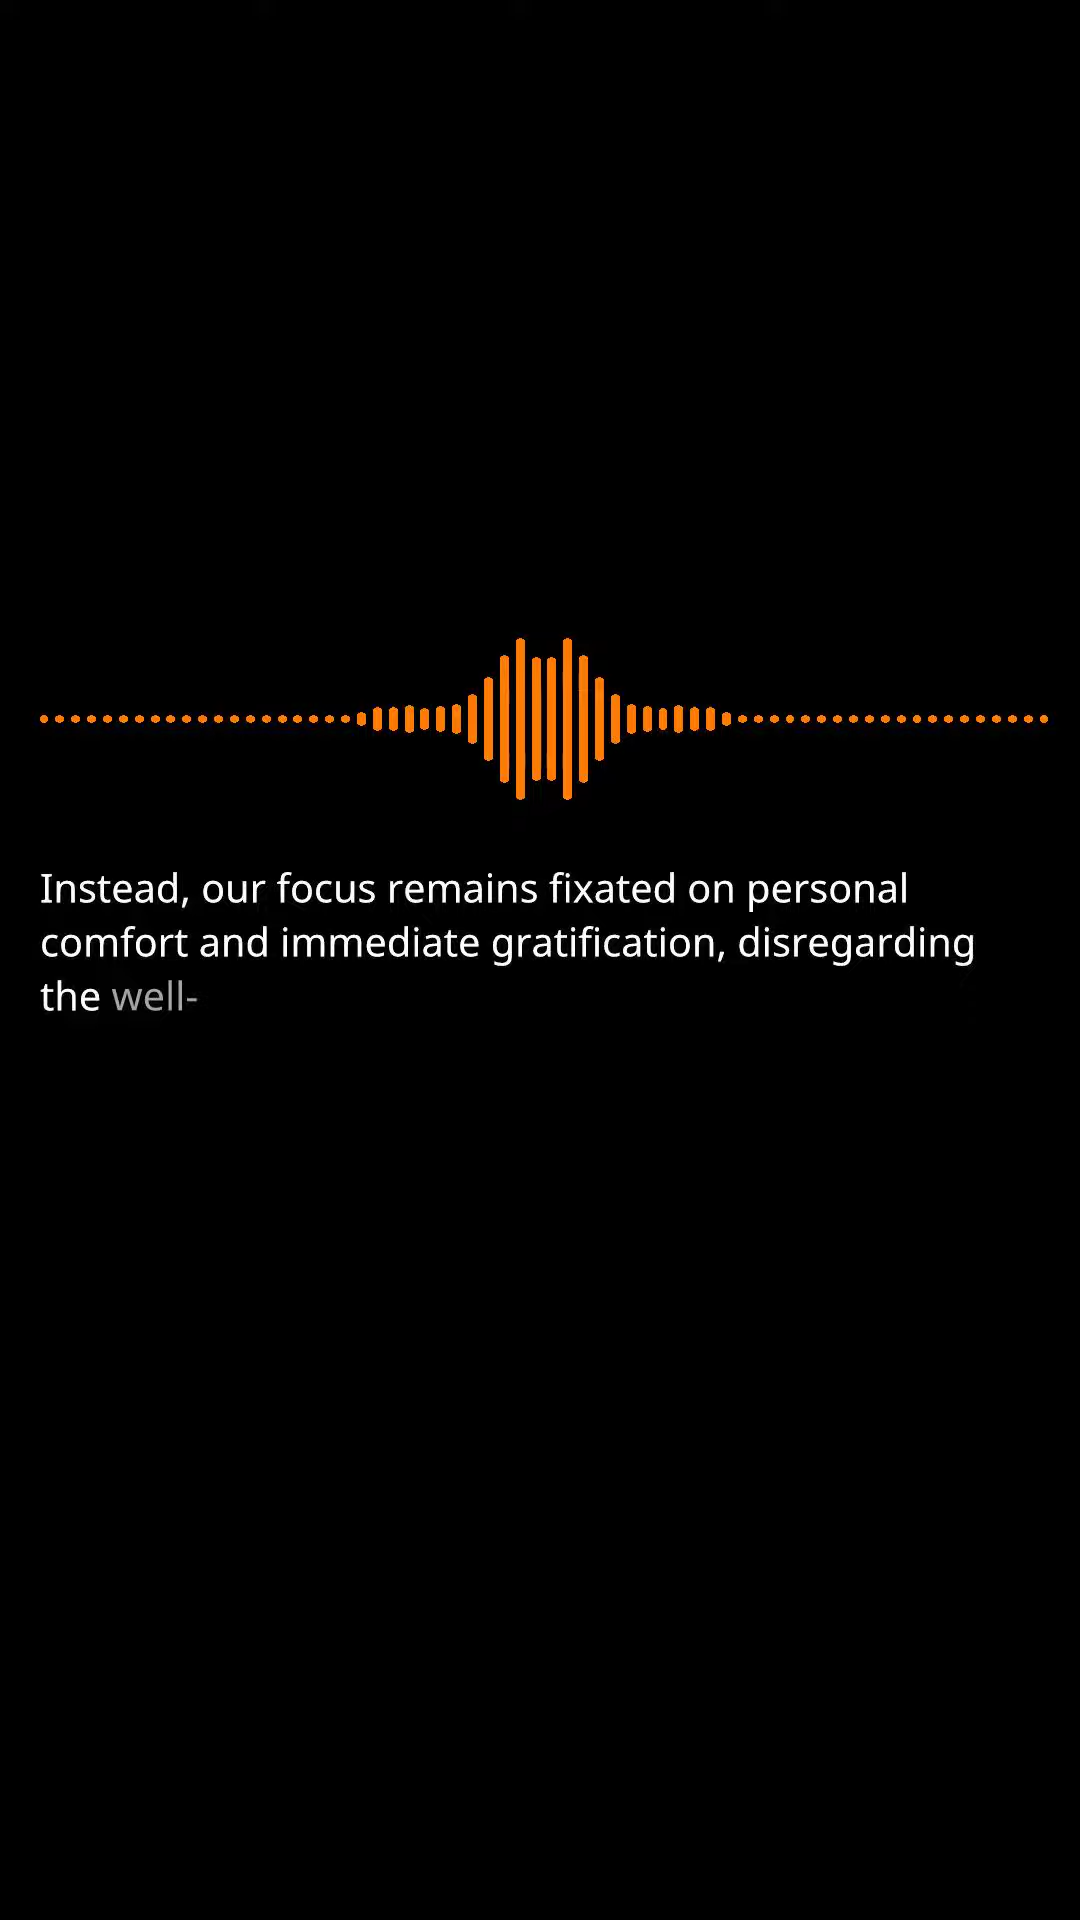 Instead, our focus remains fixated on personal
comfort and immediate gratification, disregarding
the well-